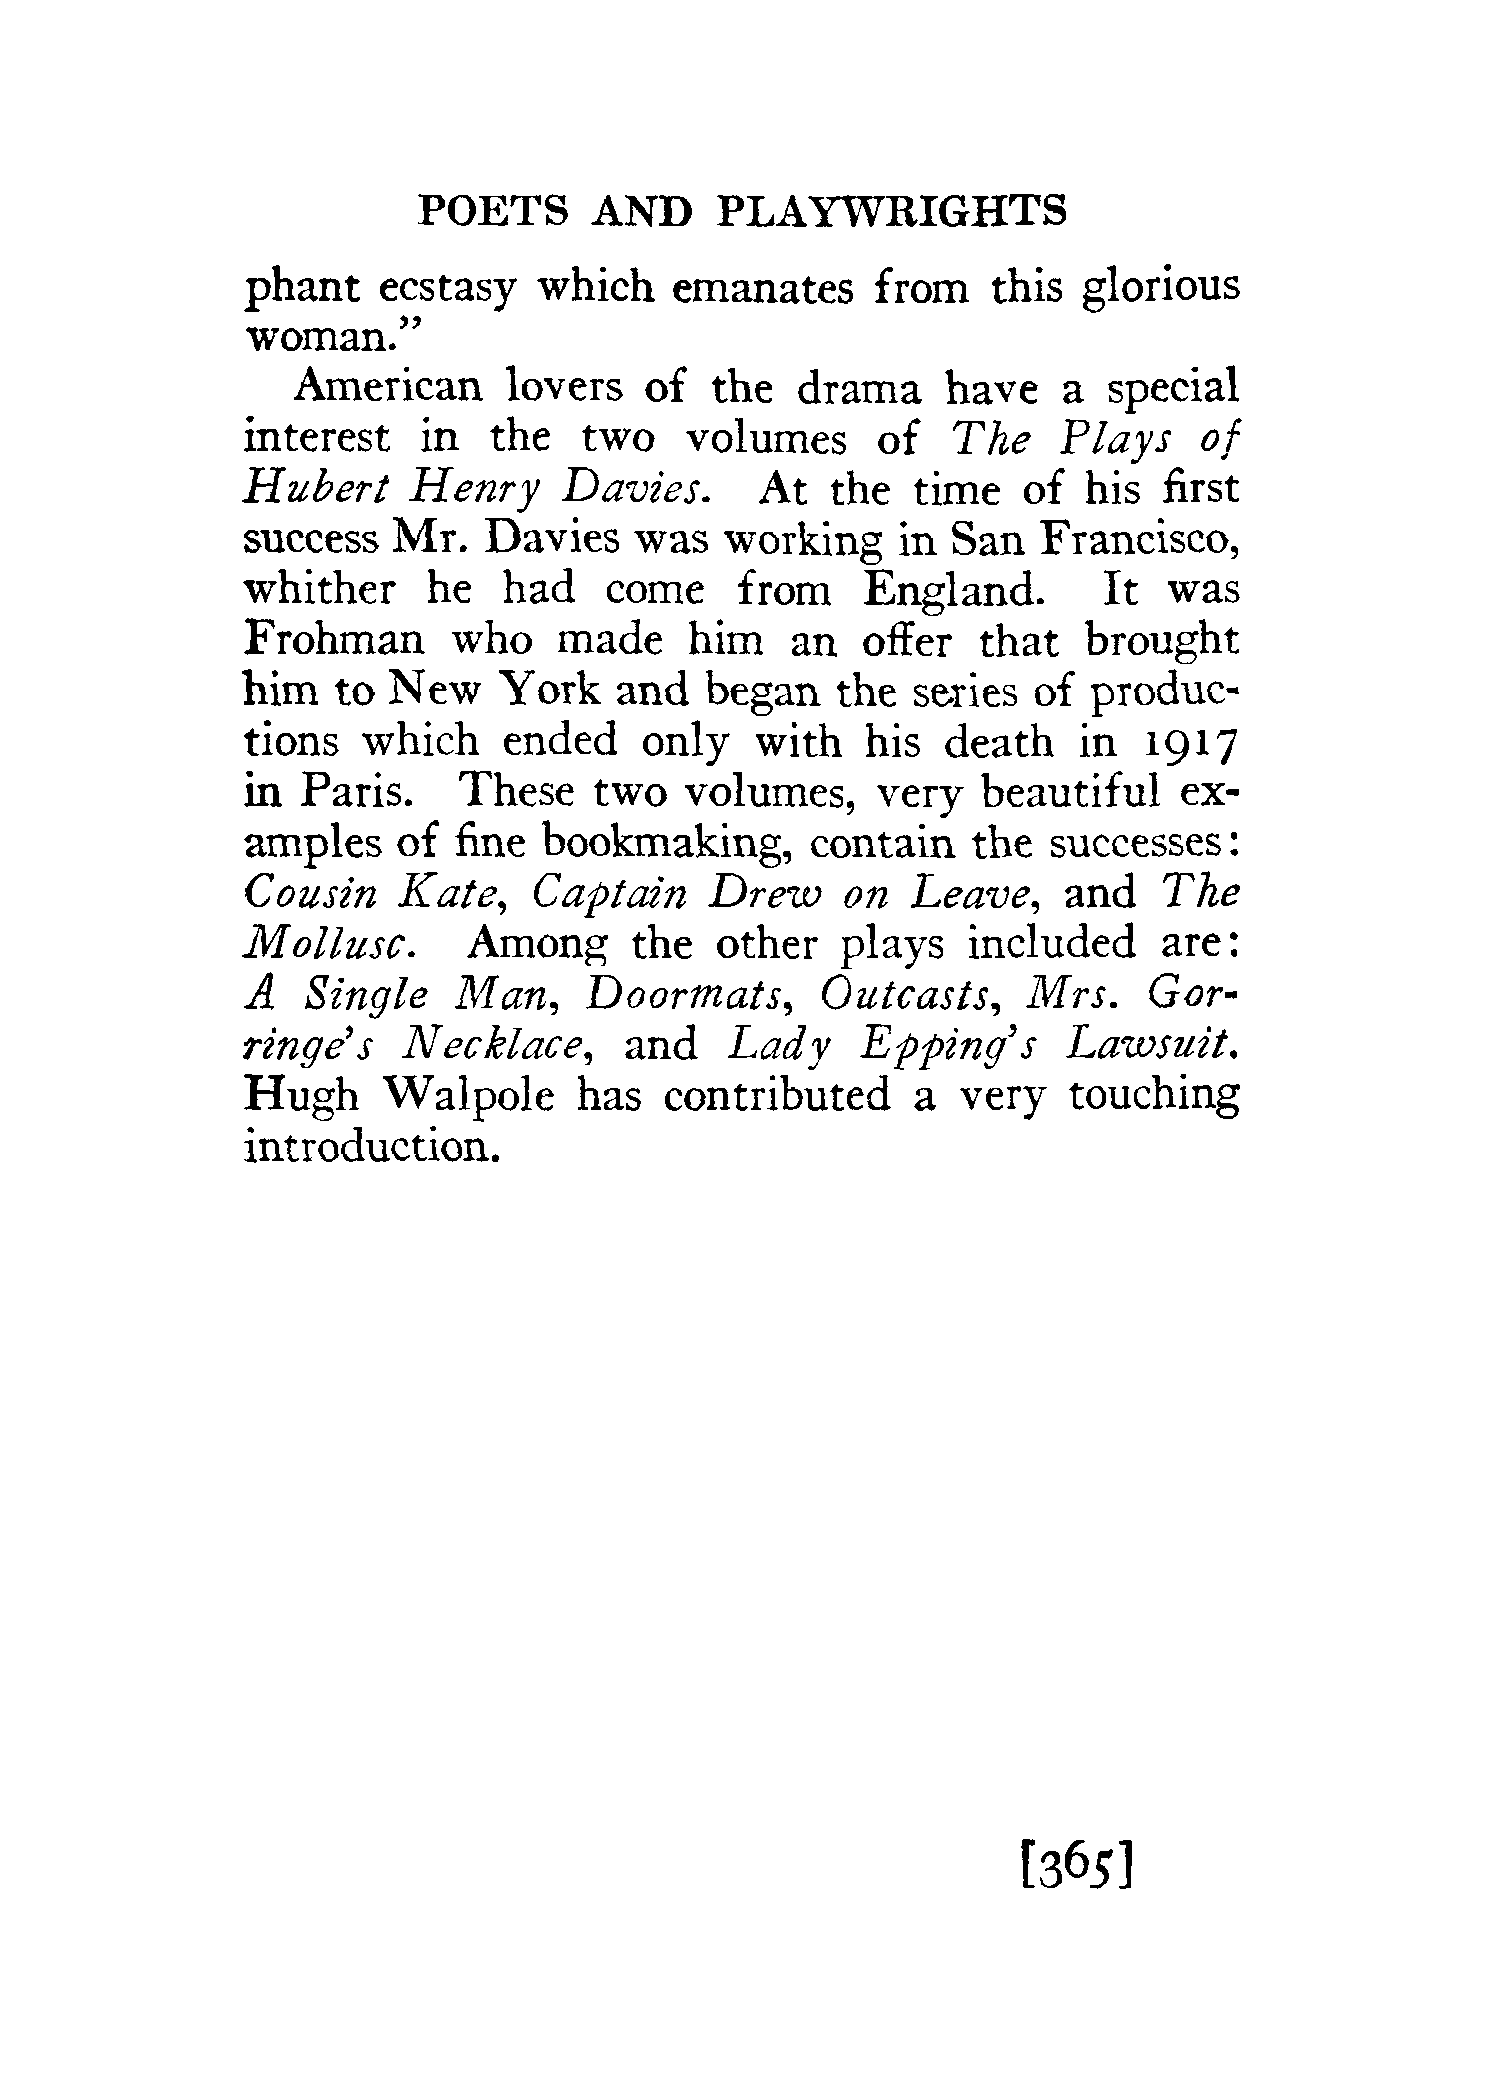 POETS AND PLAYWRIGHTS
phant ecstasy which emanates from this glorious
woman.”
American lovers of the drama have a special
interest in the two volumes of The Plays of
Hubert Henry Davies. At the time of his first
success Mr. Davies was working in San Francisco,
whither he had come from England. It was
Frohman who made him an offer that brought
him to New York and began the series of produc-
tions which ended only with his death in 1917
in Paris. These two volumes, very beautiful ex-
amples of fine bookmaking, contain the successes:
Cousin Kate, Captain Drew on Leave, and The
Mollusc. Among the other plays included are:
A Single Man, Doormats, Outcasts, Mrs. Gor-
ringe’s Necklace, and Lady Epping’s Lawsuit.
Hugh Walpole has contributed a very touching
introduction.
[365]